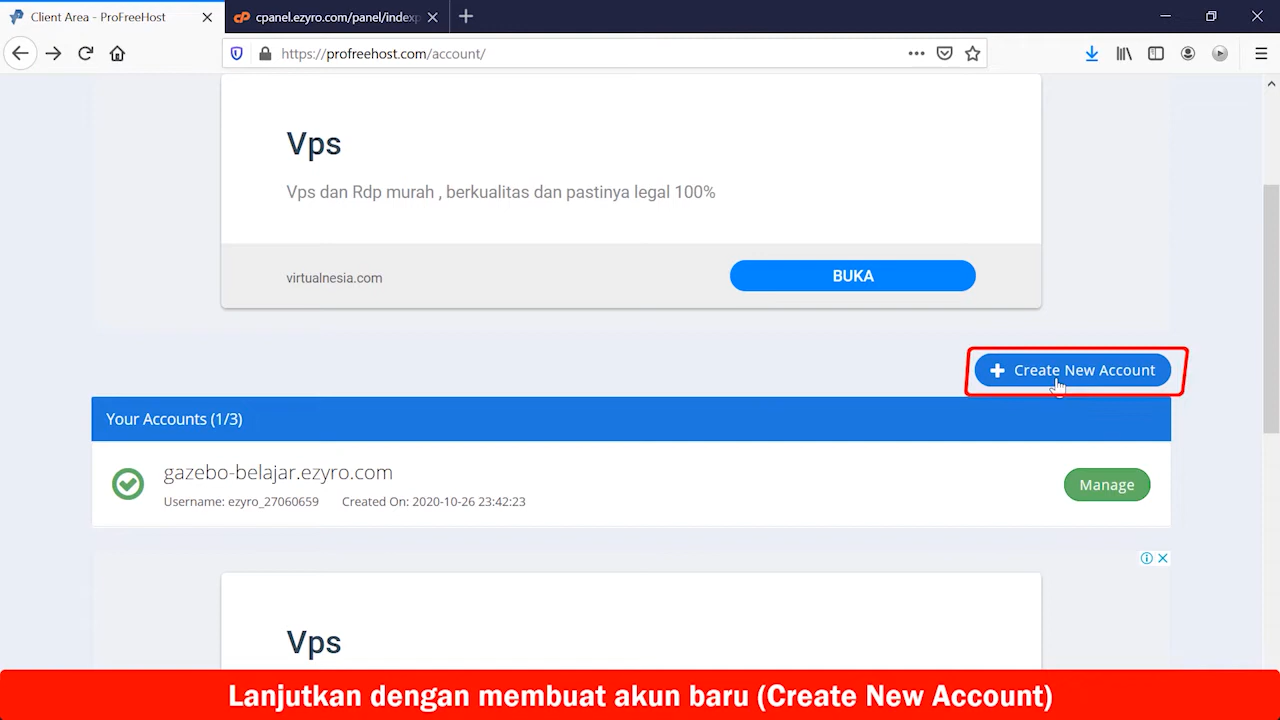 Client Area - ProFreeHost
cpanel.ezyro.com/panel/indexp
https://profreehost.com/account/
Vps
Vps dan Rdp murah , berkualitas dan pastinya legal 100%
virtualnesia.com
BUKA
Create New Account
Your Accounts (1/3)
gazebo-belajar.ezyro.com
Username: ezyro_27060659 Created On: 2020-10-26 23:42:23
Manage
Vps
Lanjutkan dengan membuat akun baru (Create New Account)